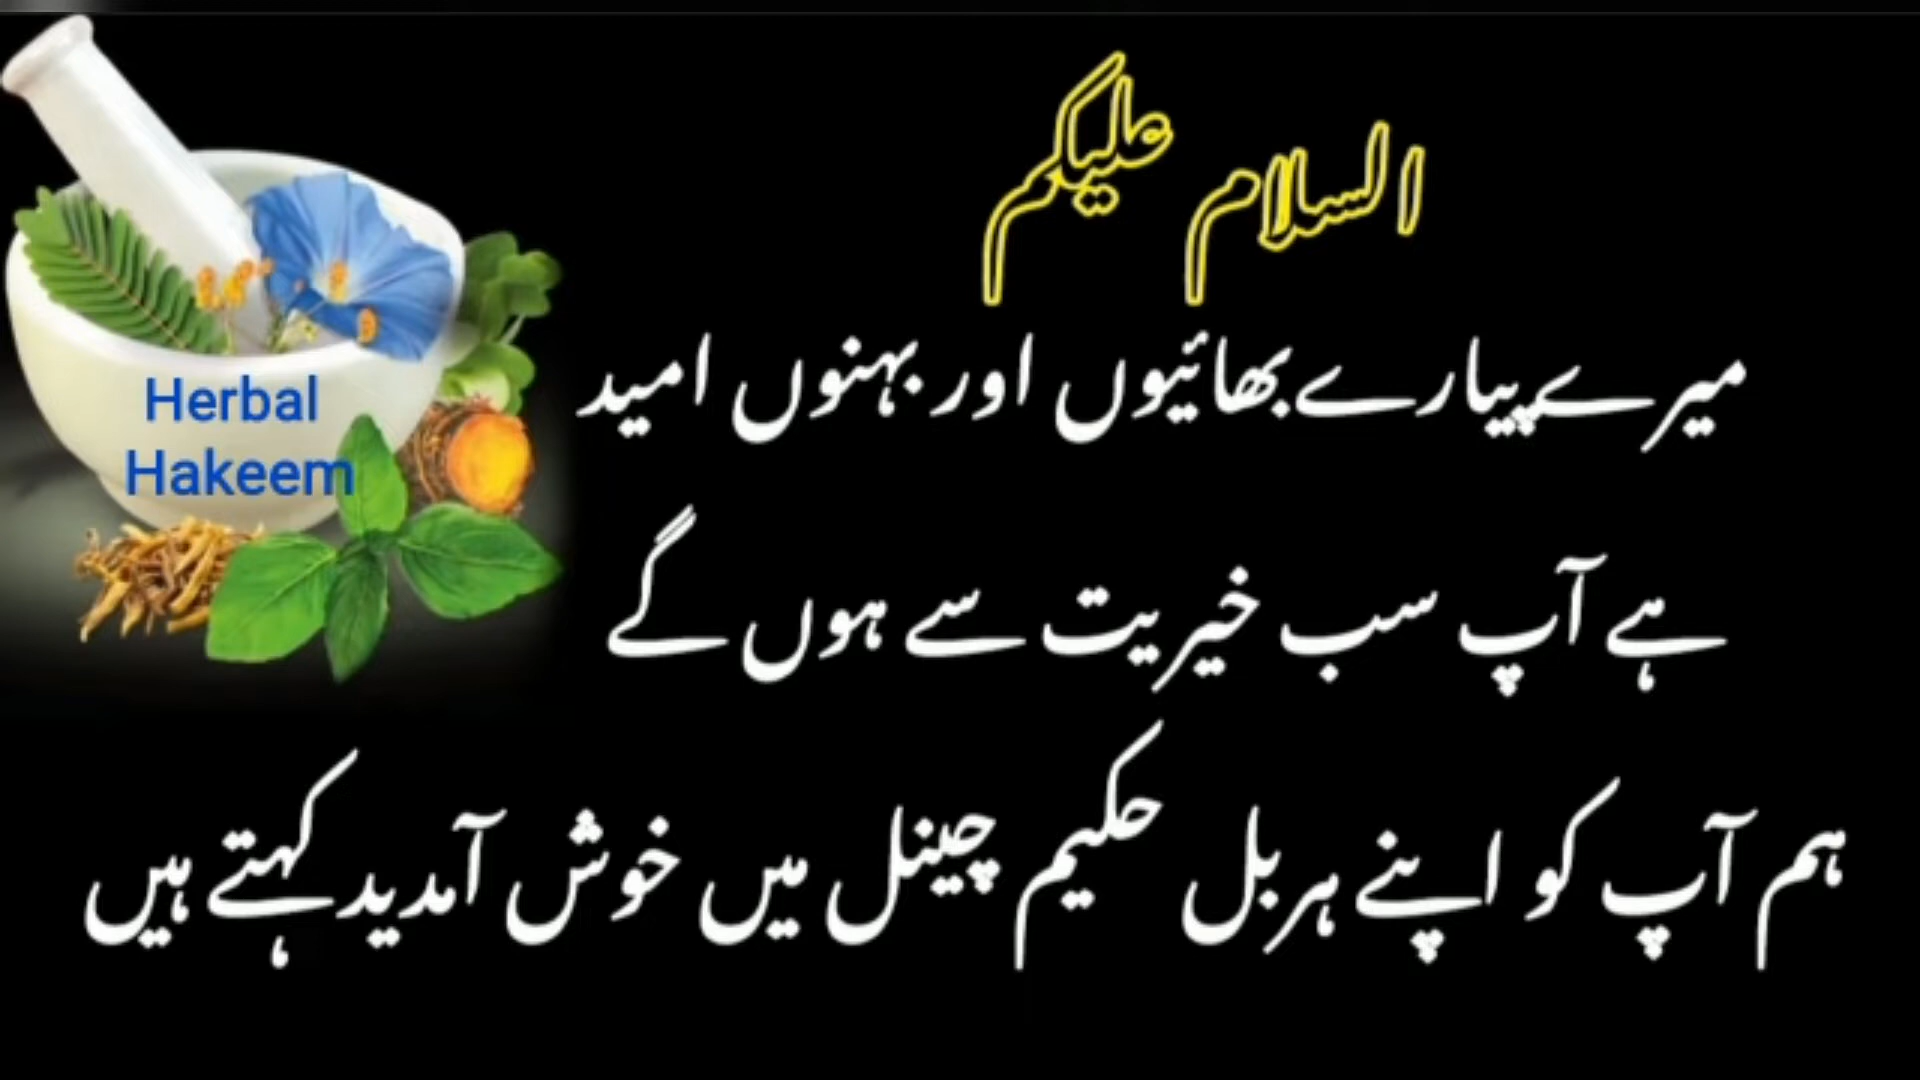 السلام علیکم
میرے پیارے بھائیوں اور بہنوں امید
ہے آپ سب خیریت سے ہوں گے
ہم آپ کو اپنے ہربل حکیم چینل میں خوش آمدید کہتے ہیں
Herbal
Hakeem